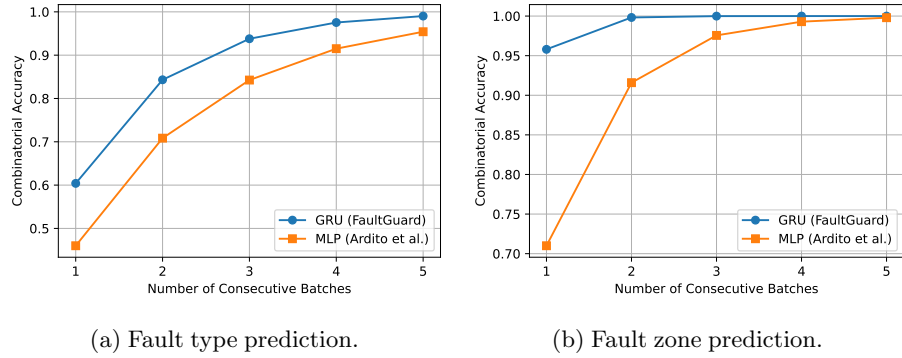 1.0
0.9
0.8
0.7
0.6
0.5
Combinatorial Accuracy
1 2 3 4 5
Number of Consecutive Batches
GRU (FaultGuard)
MLP (Ardito et al.)
(a) Fault type prediction.
1.00
0.95
0.90
0.85
0.80
0.75
0.70
Combinatorial Accuracy
1 2 3 4 5
Number of Consecutive Batches
GRU (FaultGuard)
MLP (Ardito et al.)
(b) Fault zone prediction.